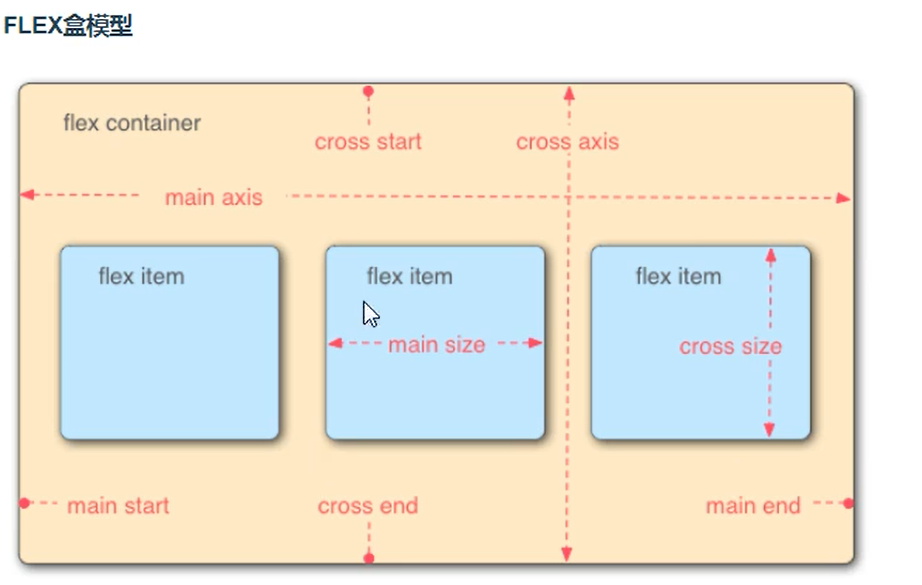 FLEX盒模型
flex container
cross start
cross axis
main axis
flex item
flex item
flex item
main size
cross size
main start
cross end
main end